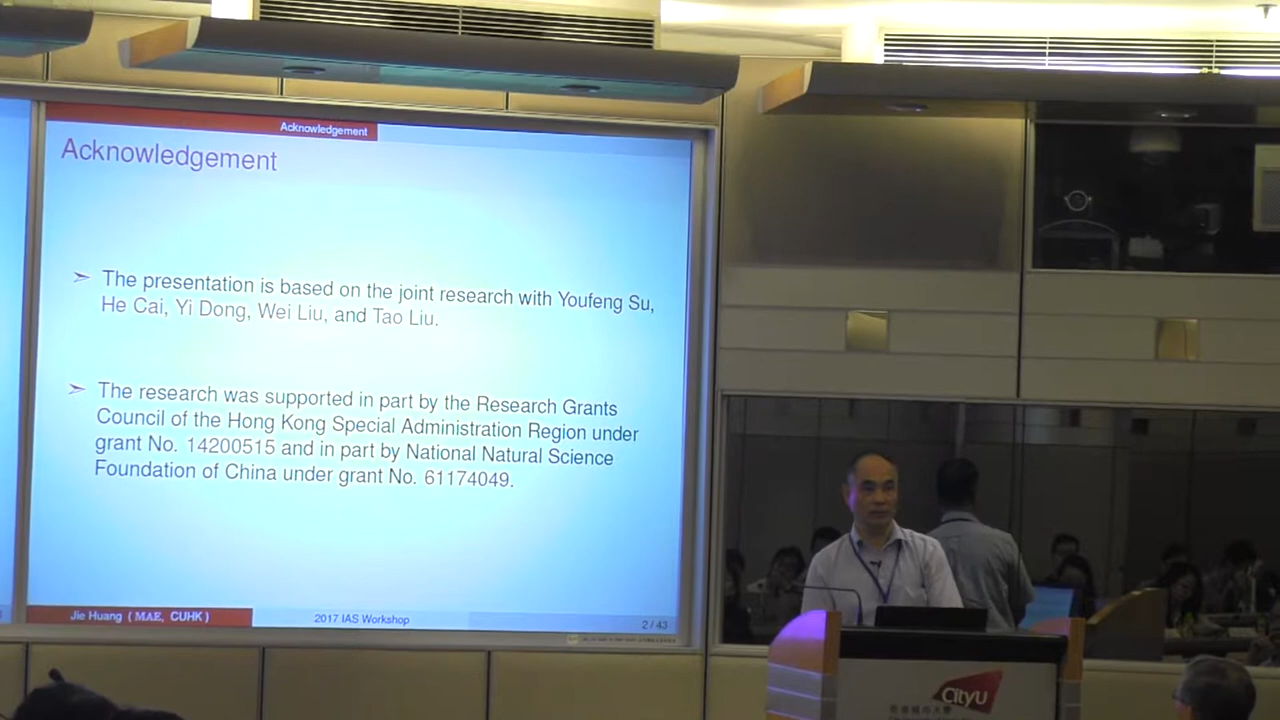 Acknowledgement
Acknowledgement
The presentation is based on the joint research with Youfeng Su,
He Cai, Yi Dong, Wei Liu, and Tao Liu.
The research was supported in part by the Research Grants
Council of the Hong Kong Special Administration Region under
grant No. 14200515 and in part by National Natural Science
Foundation of China under grant No. 61174049.
Jie Huang ( MAE, CUHK )
2017 IAS Workshop
2 / 43
CityU